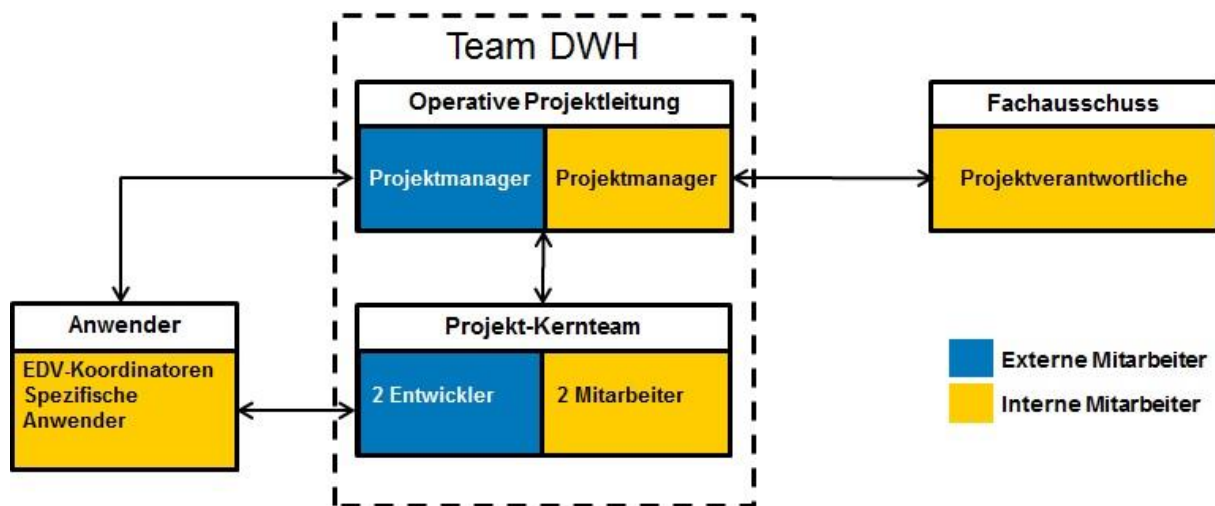 Team DWH
Operative Projektleitung
Projektmanager
Projektmanager
Fachausschuss
Projektverantwortliche
Anwender
EDV-Koordinatoren
Spezifische
Anwender
Projekt-Kernteam
2 Entwickler
2 Mitarbeiter
Externe Mitarbeiter
Interne Mitarbeiter